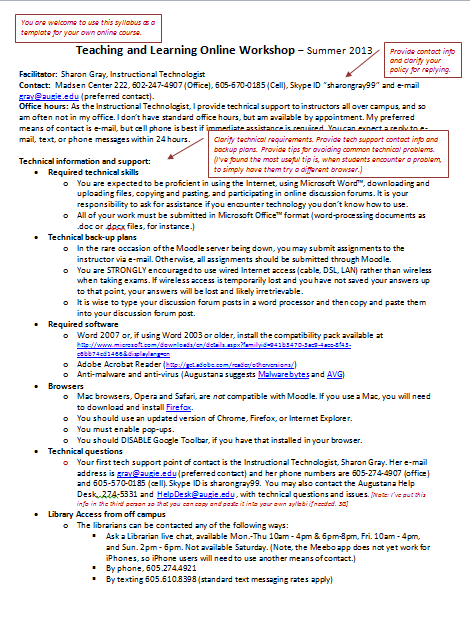 You are welcome to use this syllabus as a
template for your own online course.
Teaching and Learning Online Workshop – Summer 2013
Provide contact info
and clarify your
policy for replying.
Facilitator:  Sharon Gray, Instructional Technologist
Contact:  Madsen Center 222, 602-247-4907 (Office), 605-670-0185 (Cell), Skype ID "sharongray99" and e-mail
gray@augie.edu (preferred contact).
Office hours: As the Instructional Technologist, I provide technical support to instructors all over campus, and so
am often not in my office. I don't have standard office hours, but am available by appointment. My preferred
means of contact is e-mail, but cell phone is best if immediate assistance is required. You can expect a reply to e-
mail, text, or phone messages within 24 hours.
Clarify technical requirements. Provide tech support contact info and
backup plans. Provide tips for avoiding common technical problems.
(I've found the most useful tip is, when students encounter a problem,
to simply have them try a different browser.)
Technical information and support:
• Required technical skills
o You are expected to be proficient in using the Internet, using Microsoft Word™, downloading and
uploading files, copying and pasting, and participating in online discussion forums. It is your
responsibility to ask for assistance if you encounter technology you don't know how to use.
o All of your work must be submitted in Microsoft Office™ format (word-processing documents as
.doc or .docx files, for instance.)
• Technical back-up plans
o In the rare occasion of the Moodle server being down, you may submit assignments to the
instructor via e-mail. Otherwise, all assignments should be submitted through Moodle.
o You are STRONGLY encouraged to use wired Internet access (cable, DSL, LAN) rather than wireless
when taking exams. If wireless access is temporarily lost and you have not saved your answers up
to that point, your answers will be lost and likely irretrievable.
o It is wise to type your discussion forum posts in a word processor and then copy and paste them
into your discussion forum post.
• Required software
o Word 2007 or, if using Word 2003 or older, install the compatibility pack available at
http://www.microsoft.com/downloads/en/details.aspx?familyid=941b3470-3ae9-4aee-8f43-
c6bb74cd1466&displaylang=en
o Adobe Acrobat Reader (http://get.adobe.com/reader/otherversions/)
o Anti-malware and anti-virus (Augustana suggests Malwarebytes and AVG)
• Browsers
o Mac browsers, Opera and Safari, are not compatible with Moodle. If you use a Mac, you will need
to download and install Firefox.
o You should use an updated version of Chrome, Firefox, or Internet Explorer.
o You must enable pop-ups.
o You should DISABLE Google Toolbar, if you have that installed in your browser.
• Technical questions
o Your first tech support point of contact is the Instructional Technologist, Sharon Gray. Her e-mail
address is gray@augie.edu (preferred contact) and her phone numbers are 605-274-4907 (office)
and 605-570-0185 (cell). Skype ID is sharongray99. You may also contact the Augustana Help
Desk, 274-5331 and HelpDesk@augie.edu, with technical questions and issues. [Note: I've put this
info in the third person so that you can copy and paste it into your own syllabi if needed. SG]
• Library Access from off campus
o The librarians can be contacted any of the following ways:
▪ Ask a Librarian live chat, available Mon.-Thu 10am - 4pm & 6pm-8pm, Fri. 10am - 4pm,
and Sun. 2pm - 6pm. Not available Saturday. (Note, the Meebo app does not yet work for
iPhones, so iPhone users will need to use another means of contact.)
▪ By phone, 605.274.4921
▪ By texting 605.610.8398 (standard text messaging rates apply)